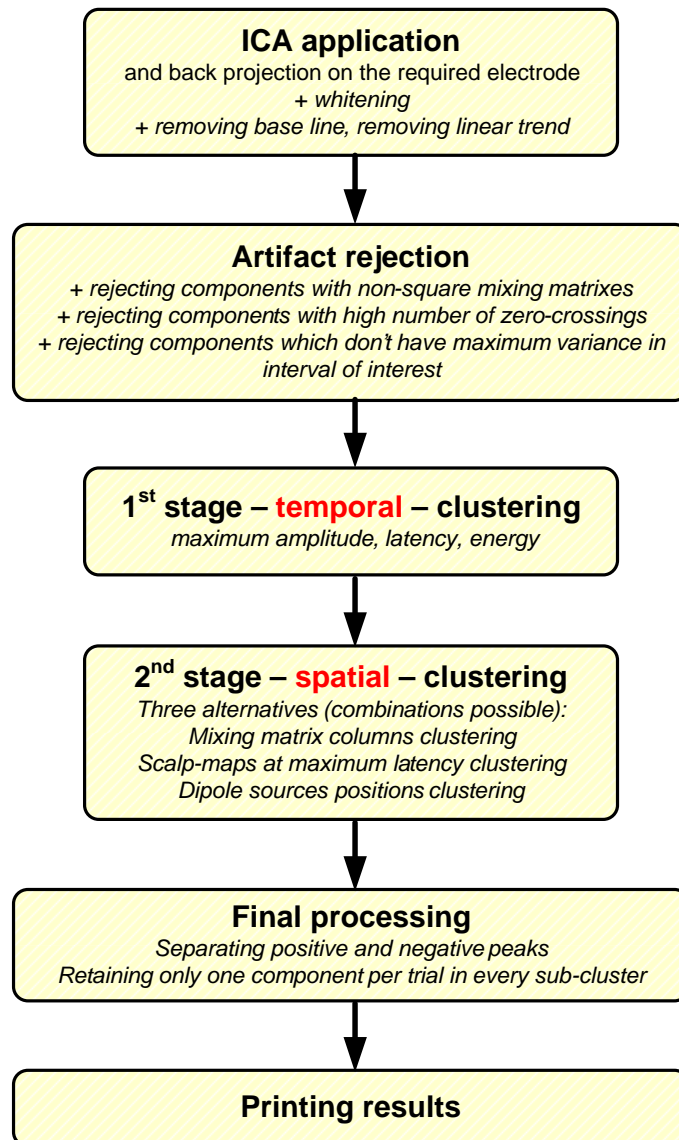 ICA application
and back projection on the required electrode
+ whitening
+ removing base line, removing linear trend
Artifact rejection
+ rejecting components with non-square mixing matrixes
+ rejecting components with high number of zero-crossings
+ rejecting components which don't have maximum variance in
interval of interest
1st stage – temporal – clustering
maximum amplitude, latency, energy
2nd stage – spatial – clustering
Three alternatives (combinations possible):
Mixing matrix columns clustering
Scalp-maps at maximum latency clustering
Dipole sources positions clustering
Final processing
Separating positive and negative peaks
Retaining only one component per trial in every sub-cluster
Printing results